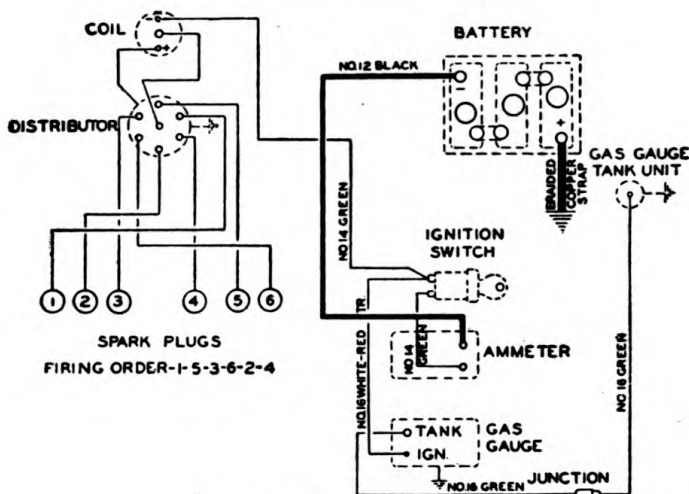 COIL
-
+
DISTRIBUTOR
1 2 3 4 5 6
SPARK PLUGS
FIRING ORDER-1-5-3-6-2-4
BATTERY
NO.12 BLACK
-
+
BRAIDED
COPPER
STRAP
GAS GAUGE
TANK UNIT
NO 14 GREEN
IGNITION
SWITCH
NO.16 WHITE-RED TR.
NO 14
GREEN
AMMETER
NO 16 GREEN
TANK
IGN.
GAS
GAUGE
NO.16 GREEN
JUNCTION